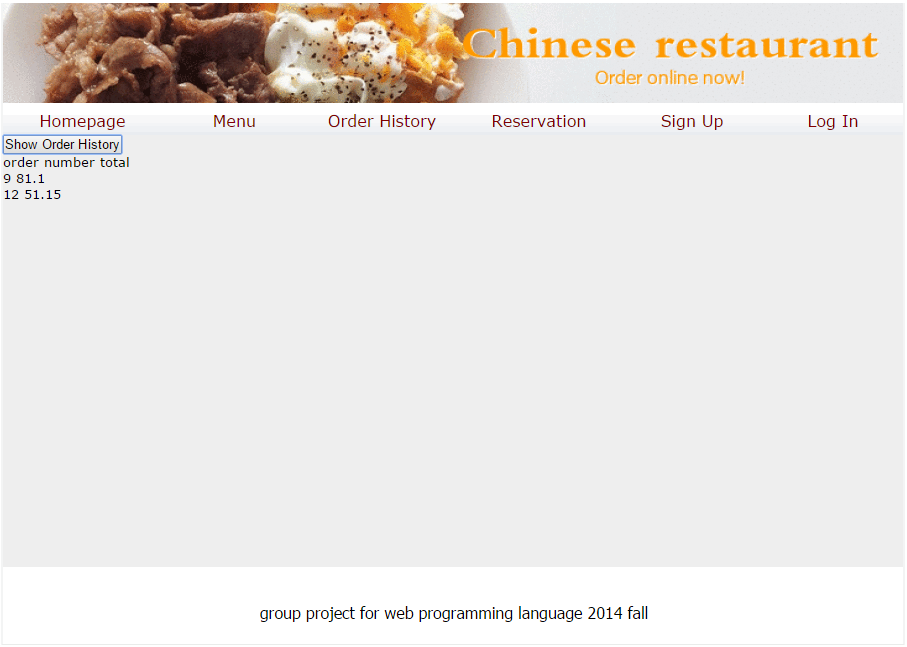 Chinese restaurant
Order online now!
Homepage Menu Order History Reservation Sign Up Log In
Show Order History
order number total
9 81.1
12 51.15
group project for web programming language 2014 fall